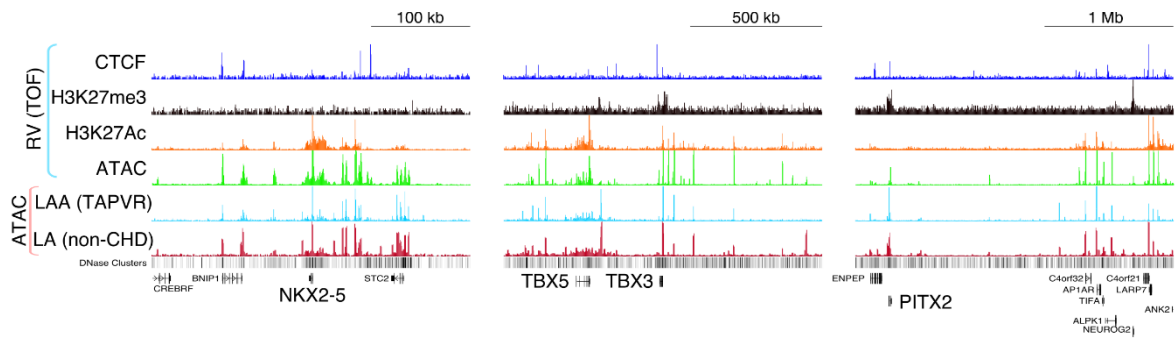 100 kb
500 kb
1 Mb
RV (TOF)
CTCF
H3K27me3
H3K27Ac
ATAC
ATAC
LAA (TAPVR)
LA (non-CHD)
DNase Clusters
CREBRF
BNIP1
NKX2-5
STC2
TBX5
TBX3
ENPEP
PITX2
C4orf32
C4orf21
AP1AR
LARP7
TIFA
ANK2
ALPK1
NEUROG2